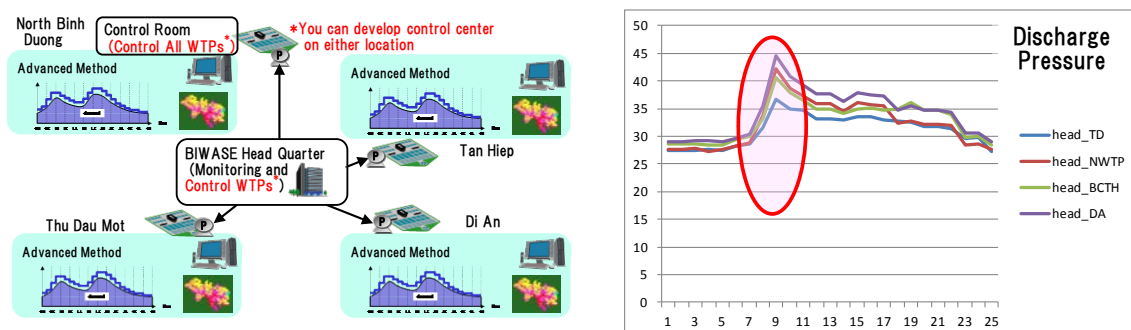 North Binh
Duong
Control Room
(Control All WTPs*)
*You can develop control center
on either location
P
Advanced Method
Advanced Method
BIWASE Head Quarter
(Monitoring and
Control WTPs*)
P
Tan Hiep
Thu Dau Mot
P
P
Di An
Advanced Method
Advanced Method
Discharge
Pressure
50
45
40
35
30
25
20
15
10
5
0
1 3 5 7 9 11 13 15 17 19 21 23 25
head_TD
head_NWTP
head_BCTH
head_DA